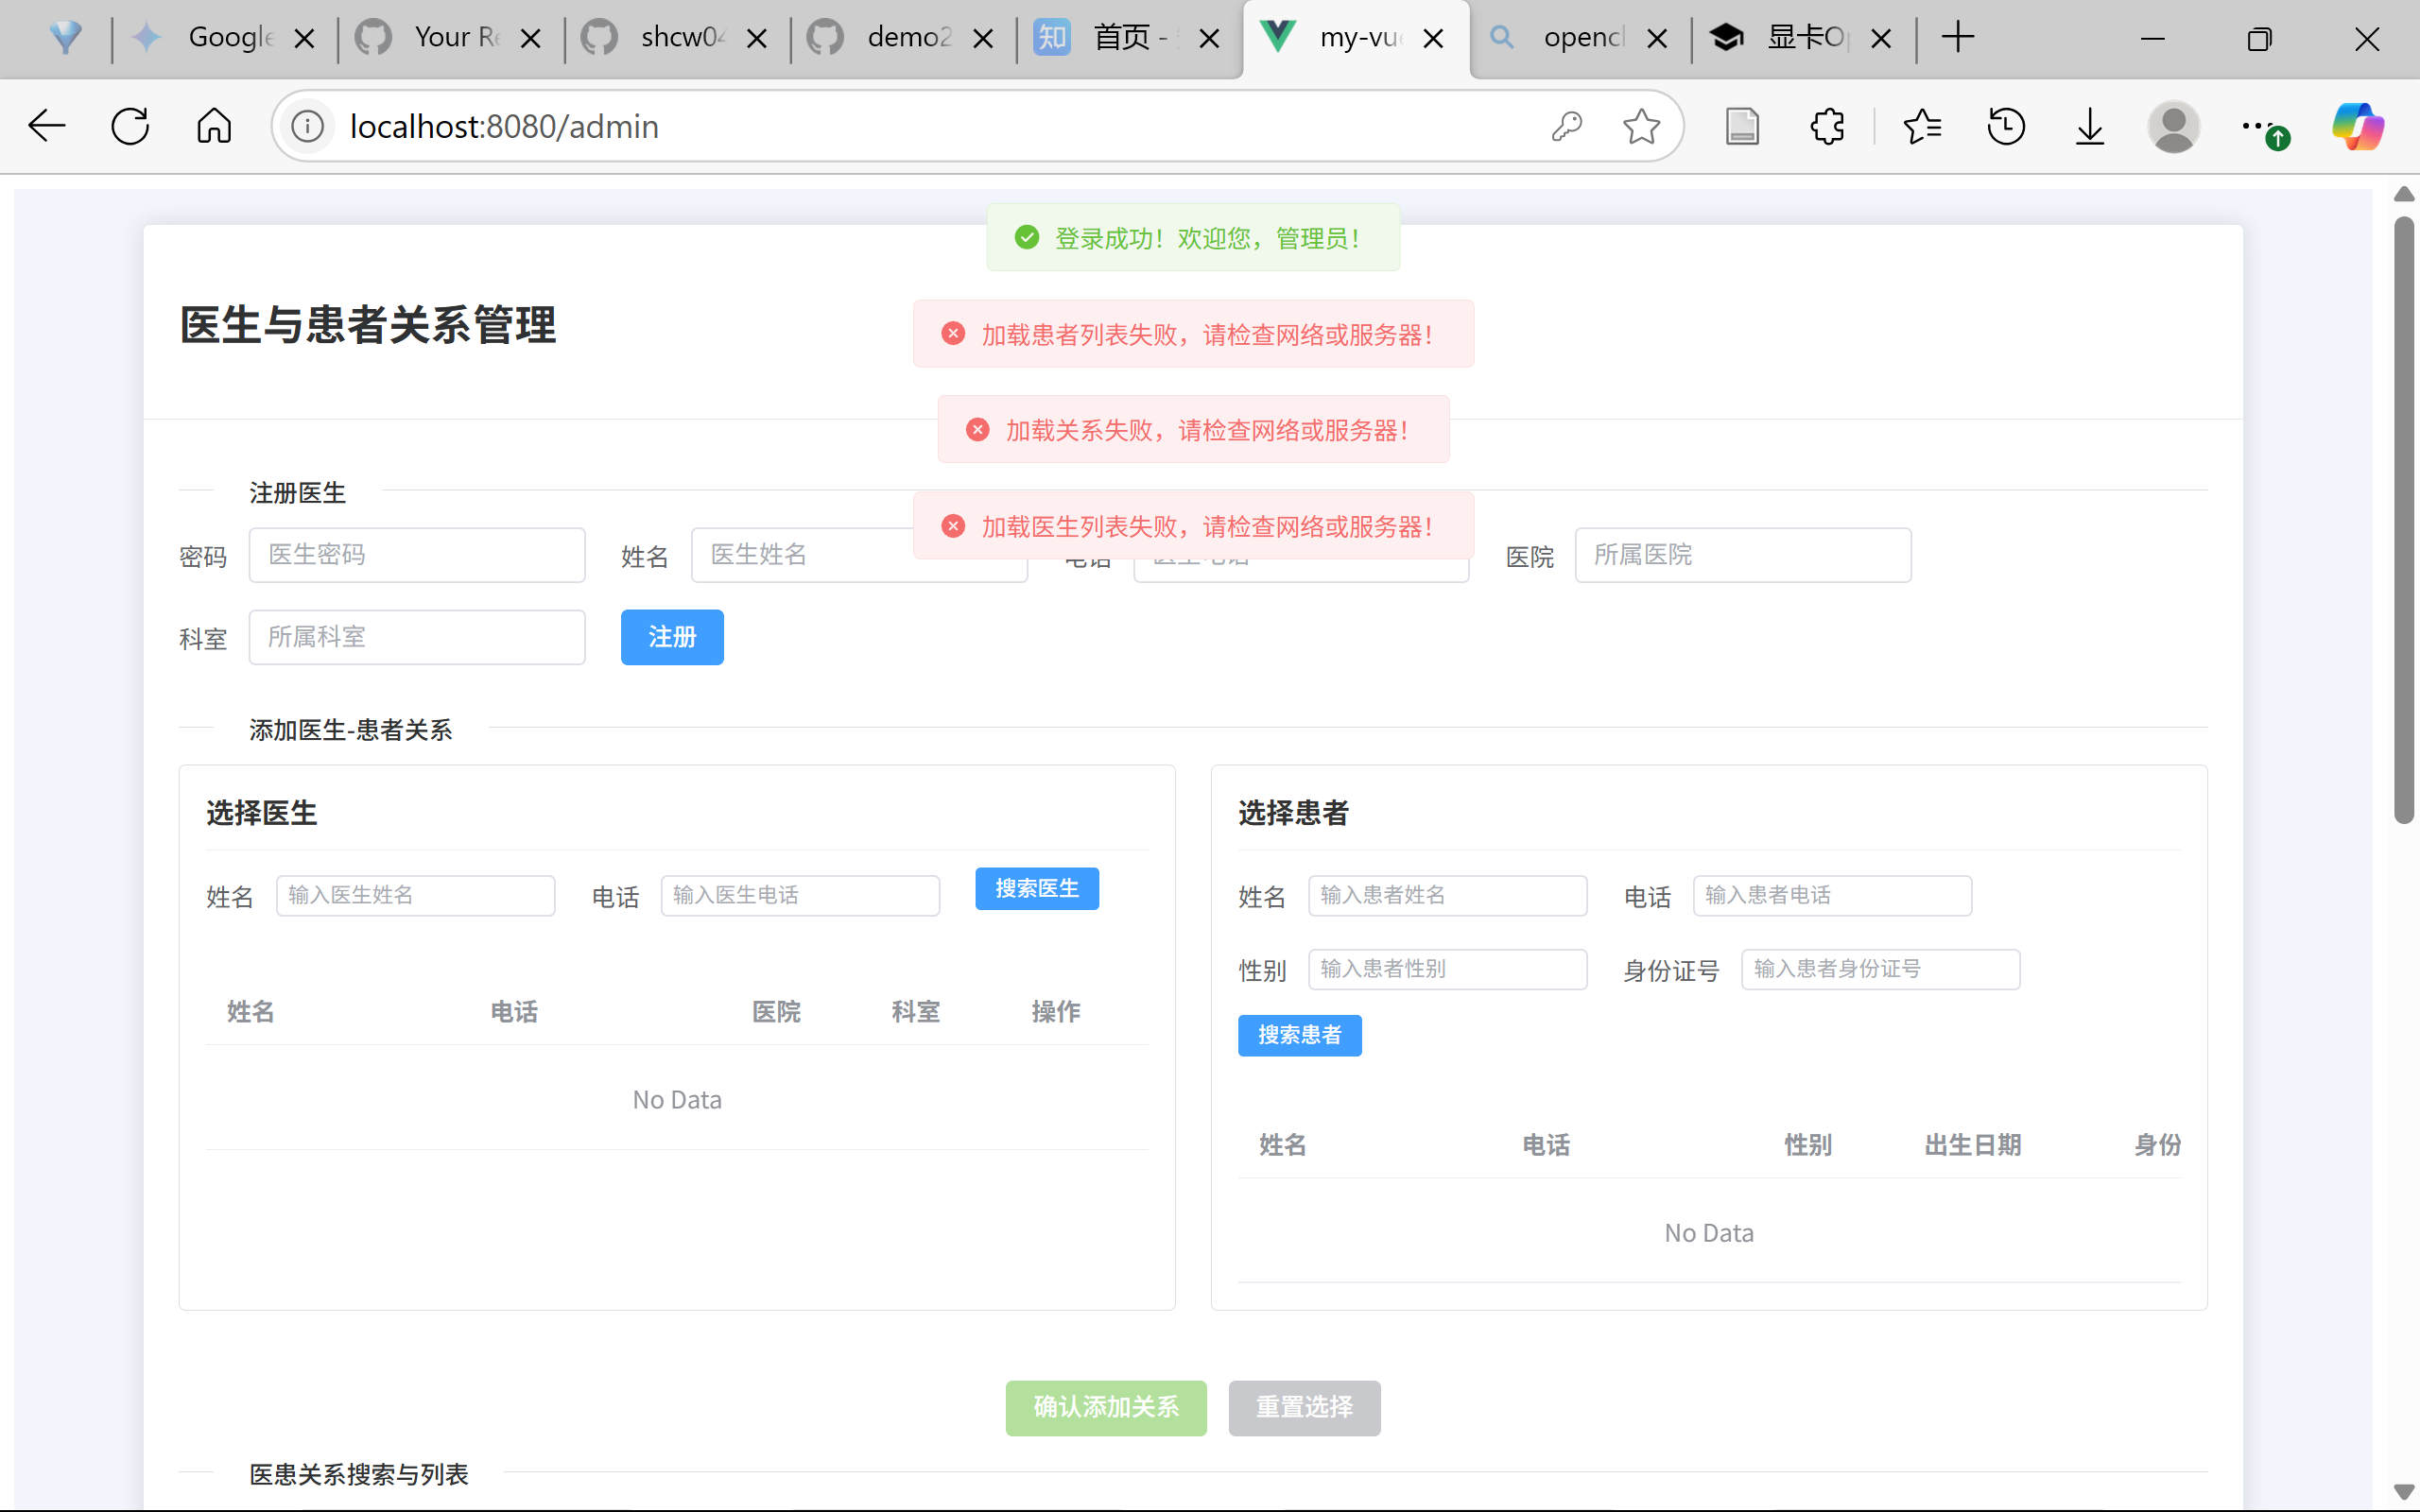 Google
Your Re
shcw04
demo2
知 首页 -
my-vue
opencl
显卡Op
localhost:8080/admin
登录成功！欢迎您，管理员！
加载患者列表失败，请检查网络或服务器！
医生与患者关系管理
加载关系失败，请检查网络或服务器！
注册医生
加载医生列表失败，请检查网络或服务器！
密码 医生密码 姓名 医生姓名 电话 医生电话 医院 所属医院
科室 所属科室 注册
添加医生-患者关系
选择医生
姓名 输入医生姓名 电话 输入医生电话 搜索医生
姓名 电话 医院 科室 操作
No Data
选择患者
姓名 输入患者姓名 电话 输入患者电话
性别 输入患者性别 身份证号 输入患者身份证号
搜索患者
姓名 电话 性别 出生日期 身份
No Data
确认添加关系 重置选择
医患关系搜索与列表